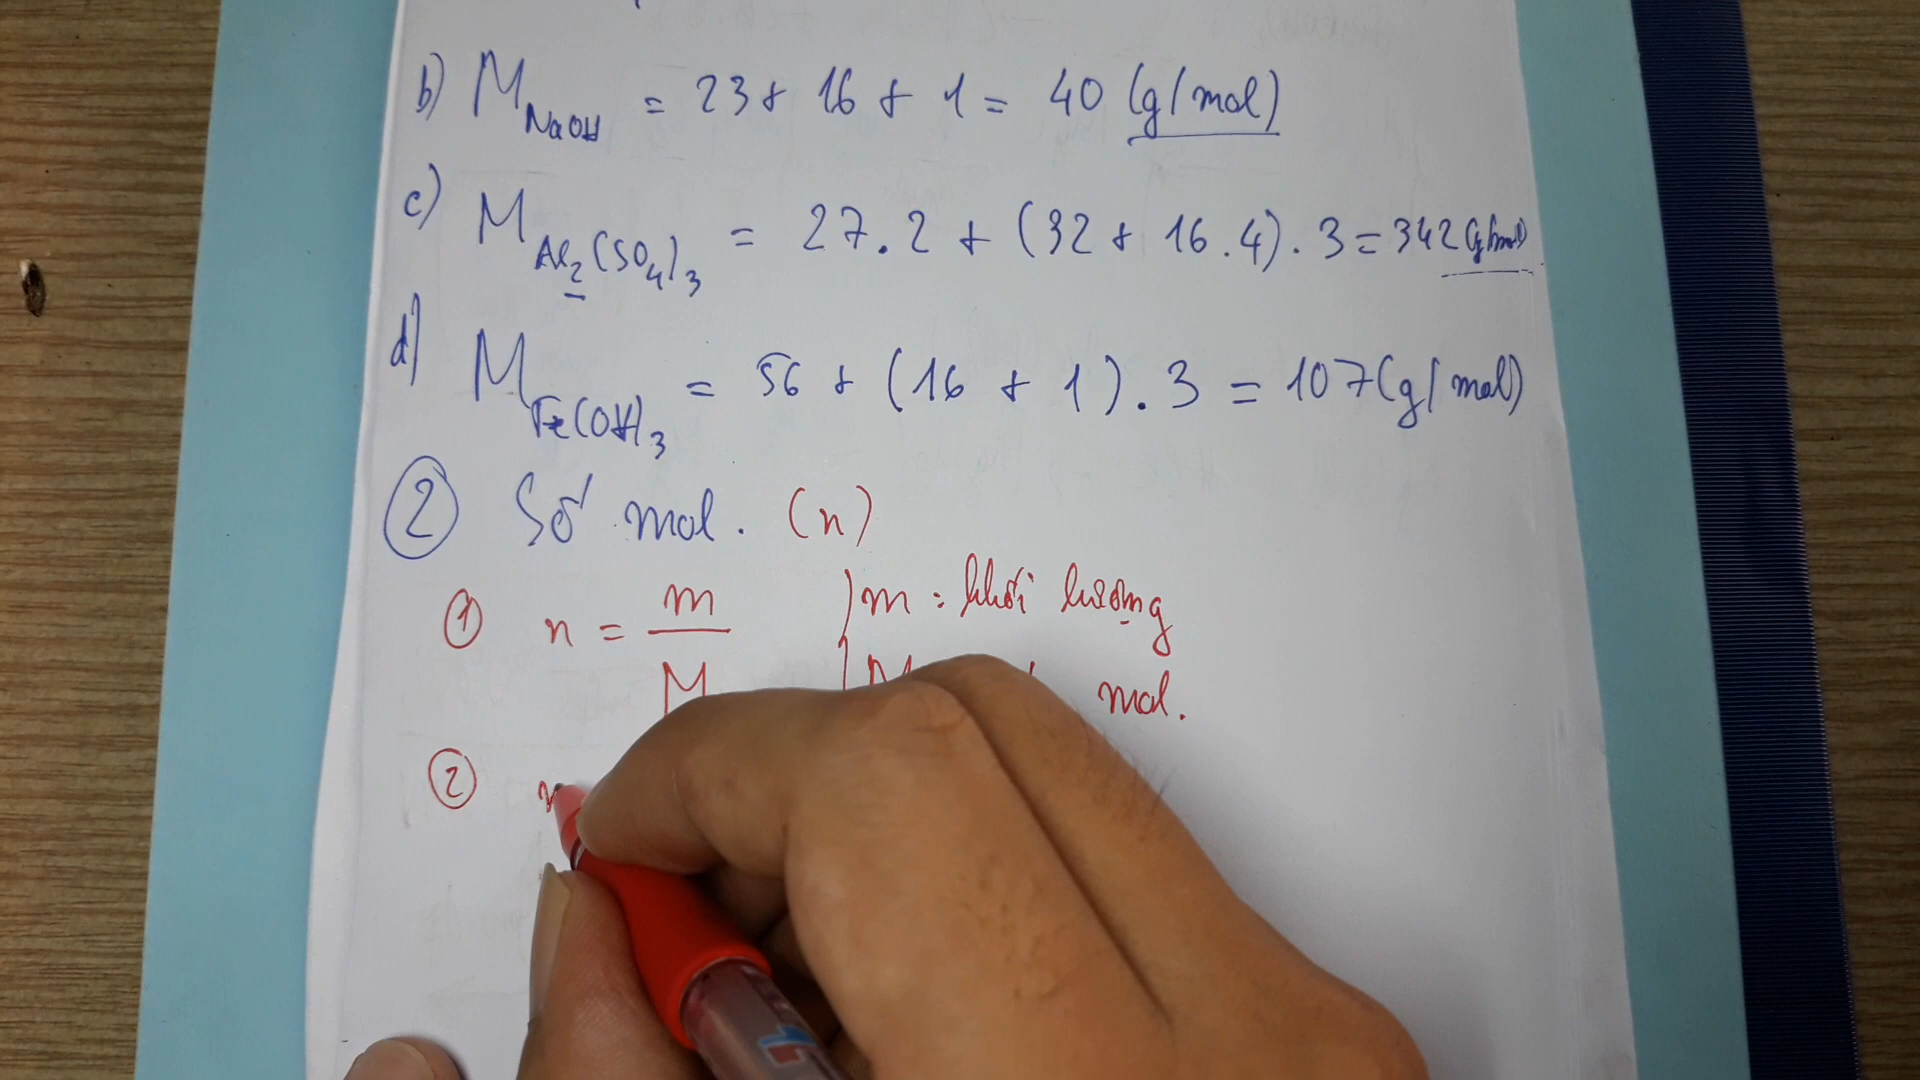 b) M NaOH = 23 + 16 + 1 = 40 (g/mol)
c) M Al2(SO4)3 = 27.2 + (32 + 16.4).3 = 342 (g/mol)
d) M Fe(OH)3 = 56 + (16 + 1).3 = 107 (g/mol)
② Số mol. (n)
① n = m/M
m: khối lượng
M mol.
② n